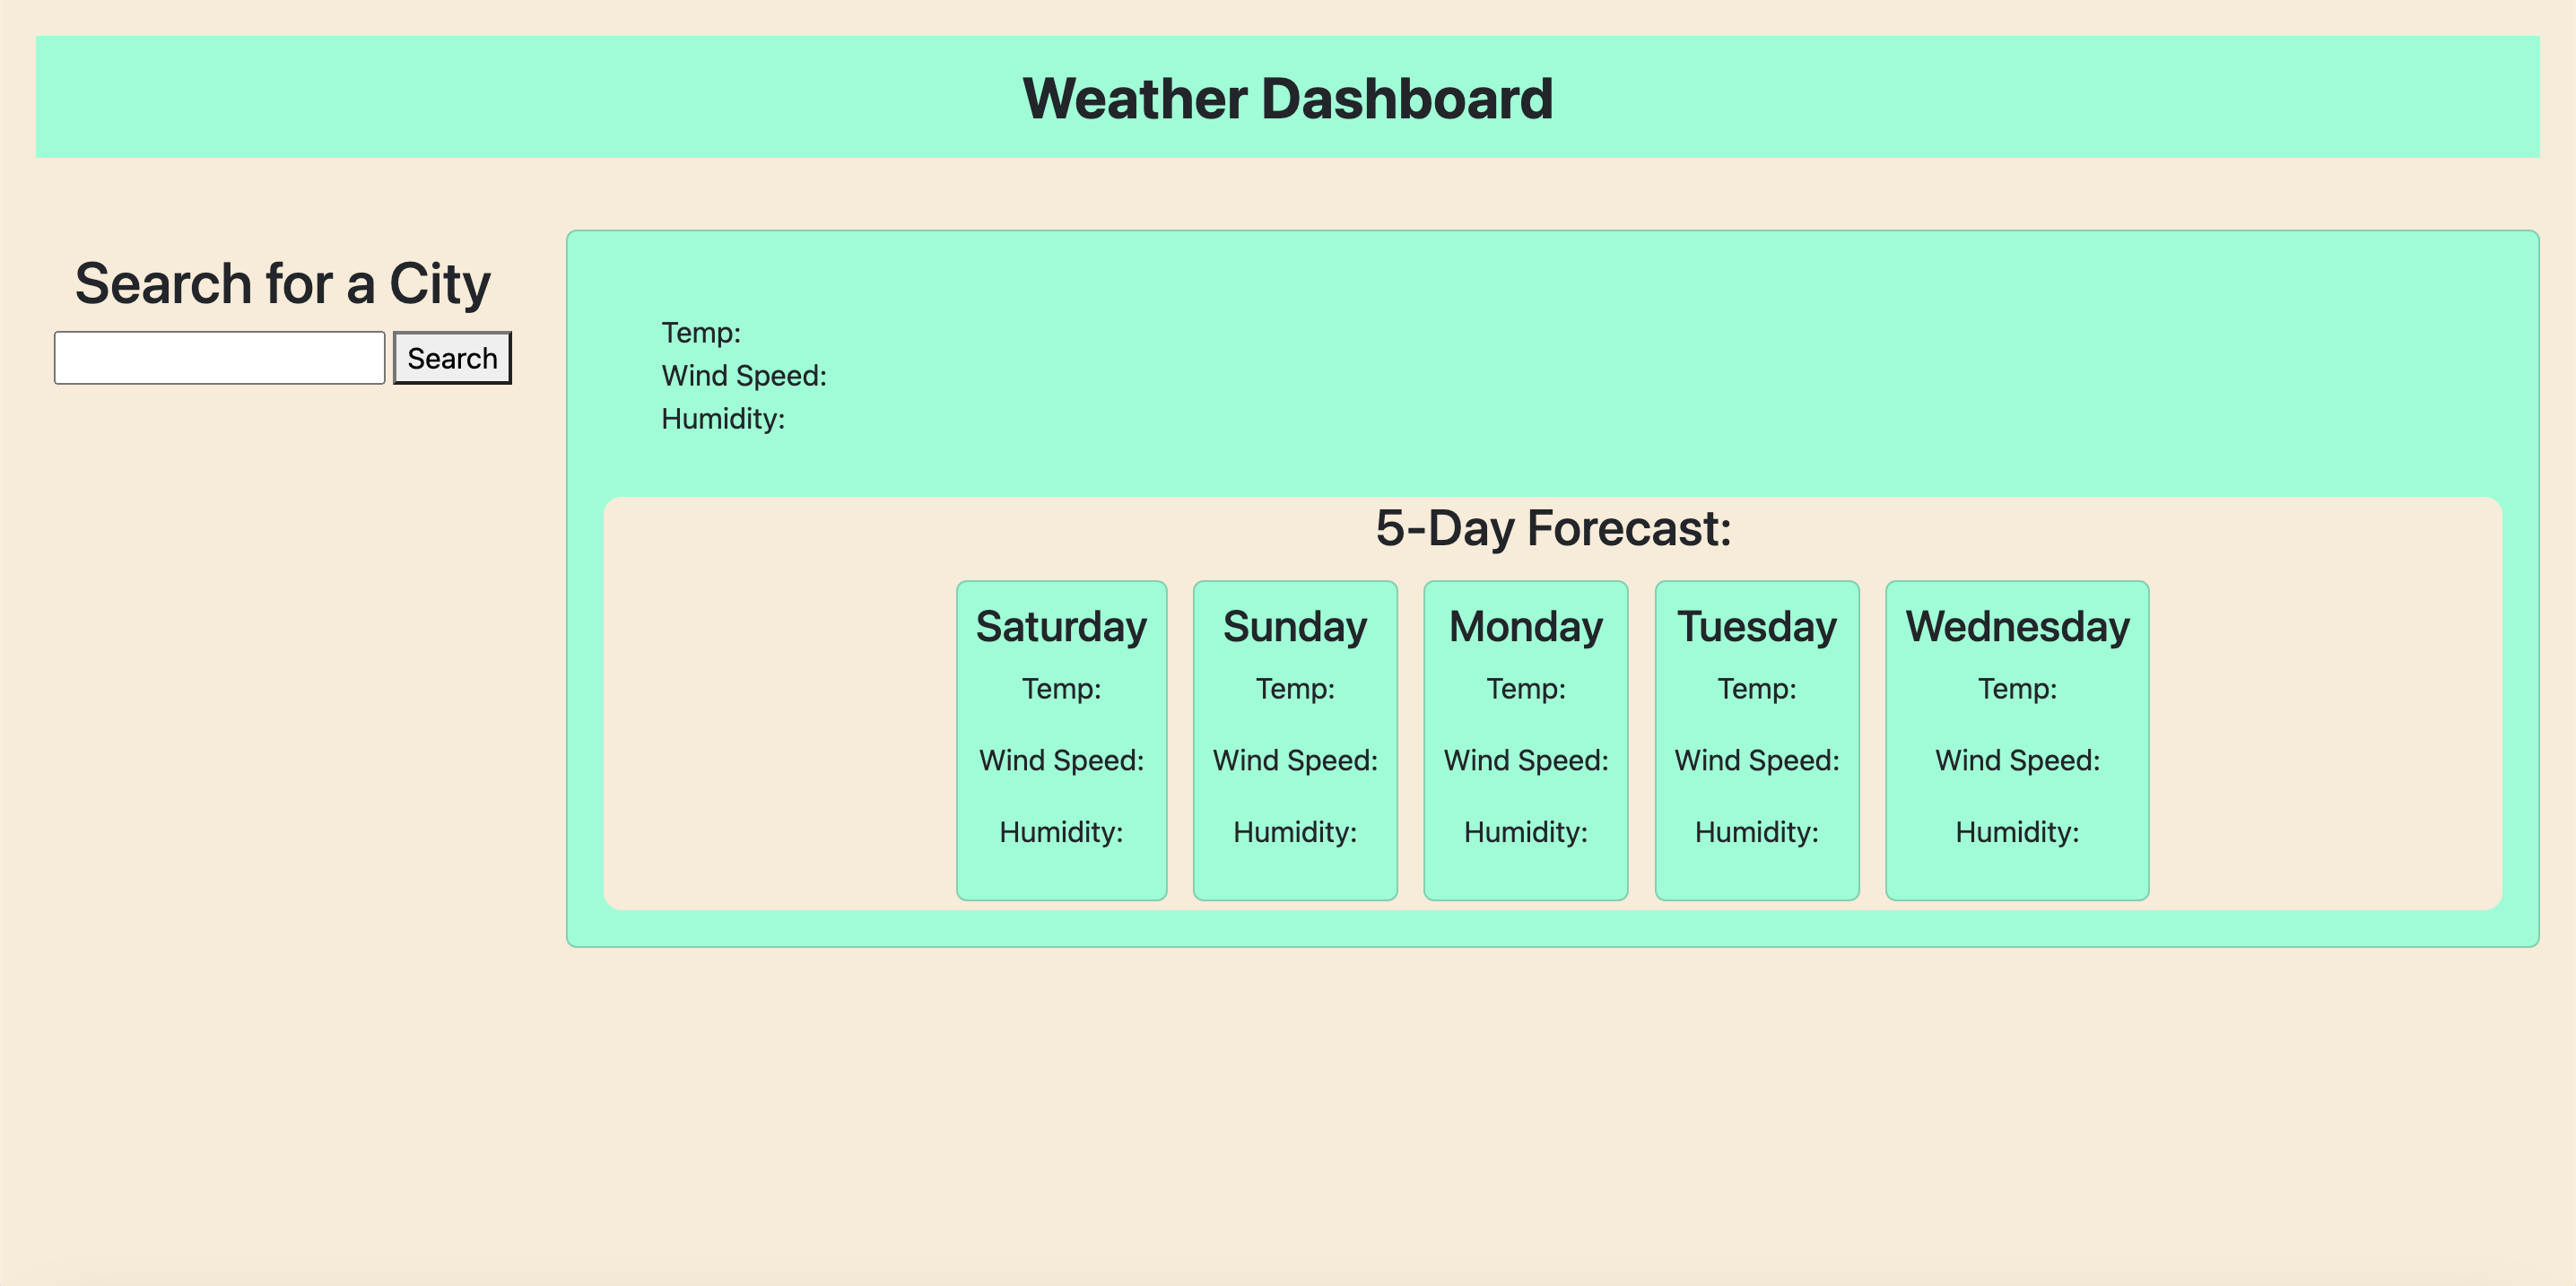 Weather Dashboard
Search for a City
Search
Temp:
Wind Speed:
Humidity:
5-Day Forecast:
Saturday
Temp:
Wind Speed:
Humidity:
Sunday
Temp:
Wind Speed:
Humidity:
Monday
Temp:
Wind Speed:
Humidity:
Tuesday
Temp:
Wind Speed:
Humidity:
Wednesday
Temp:
Wind Speed:
Humidity: